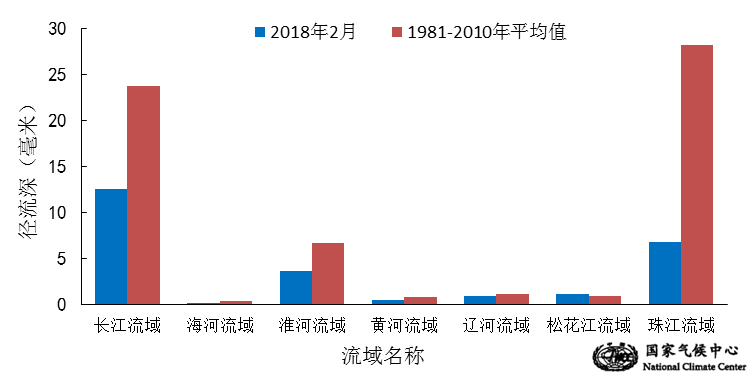 2018年2月
1981-2010年平均值
30
25
20
15
10
5
0
径流深（毫米）
长江流域
海河流域
淮河流域
黄河流域
辽河流域
松花江流域
珠江流域
流域名称
国家气候中心
National Climate Center